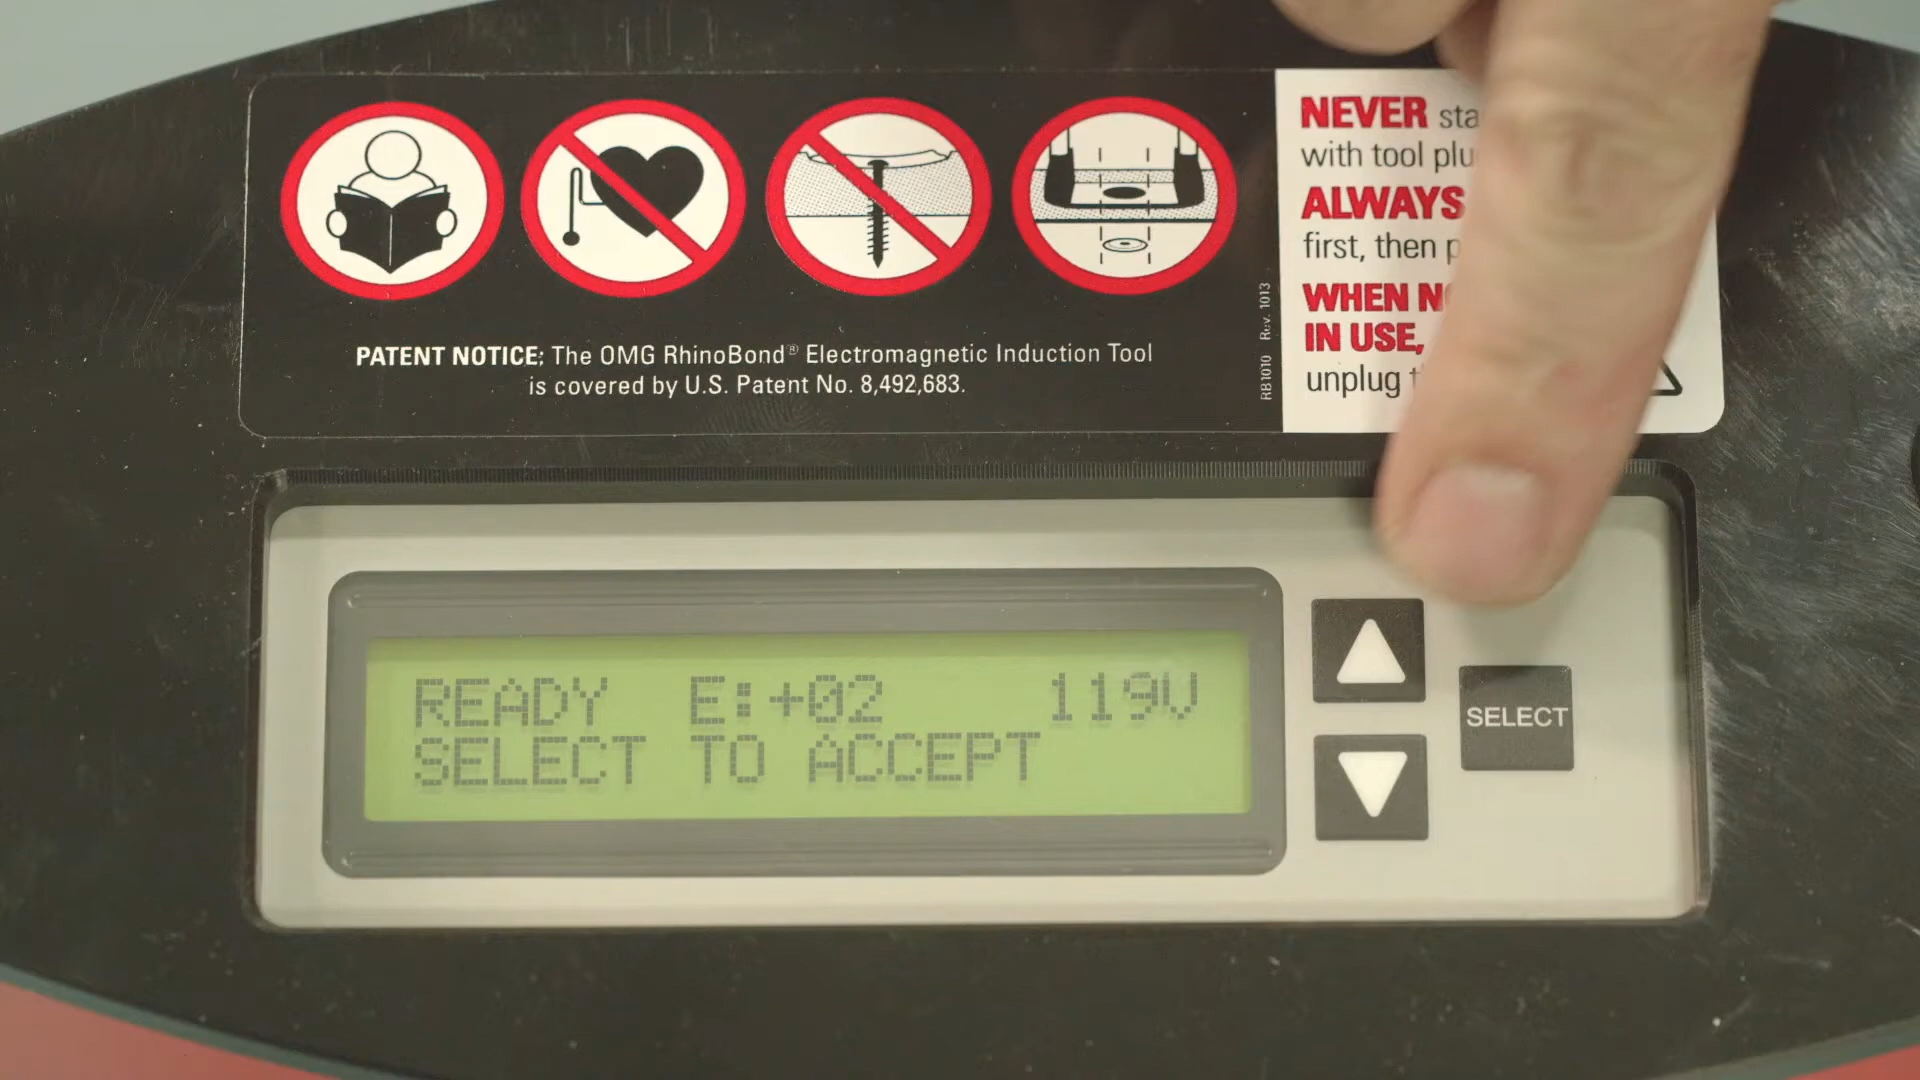 NEVER
with tool
ALWAYS
first, then
WHEN
IN USE,
unplug
PATENT NOTICE: The OMG RhinoBond® Electromagnetic Induction Tool
is covered by U.S. Patent No. 8,492,683.
RB1010 Rev. 1013
READY E:+02 119V
SELECT TO ACCEPT
SELECT